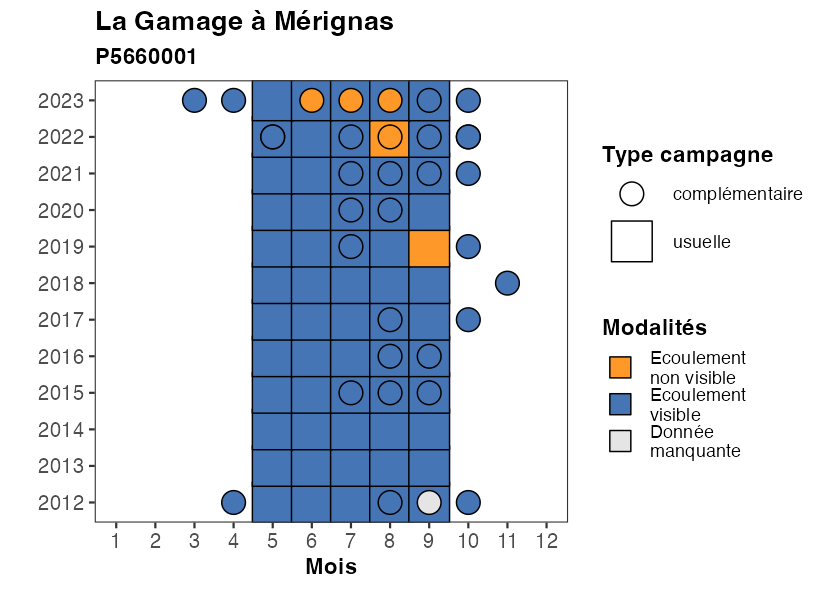 La Gamage à Mérignas
P5660001
2023
2022
2021
2020
2019
2018
2017
2016
2015
2014
2013
2012
1 2 3 4 5 6 7 8 9 10 11 12
Mois
Type campagne
complémentaire
usuelle
Modalités
Ecoulement
non visible
Ecoulement
visible
Donnée
manquante